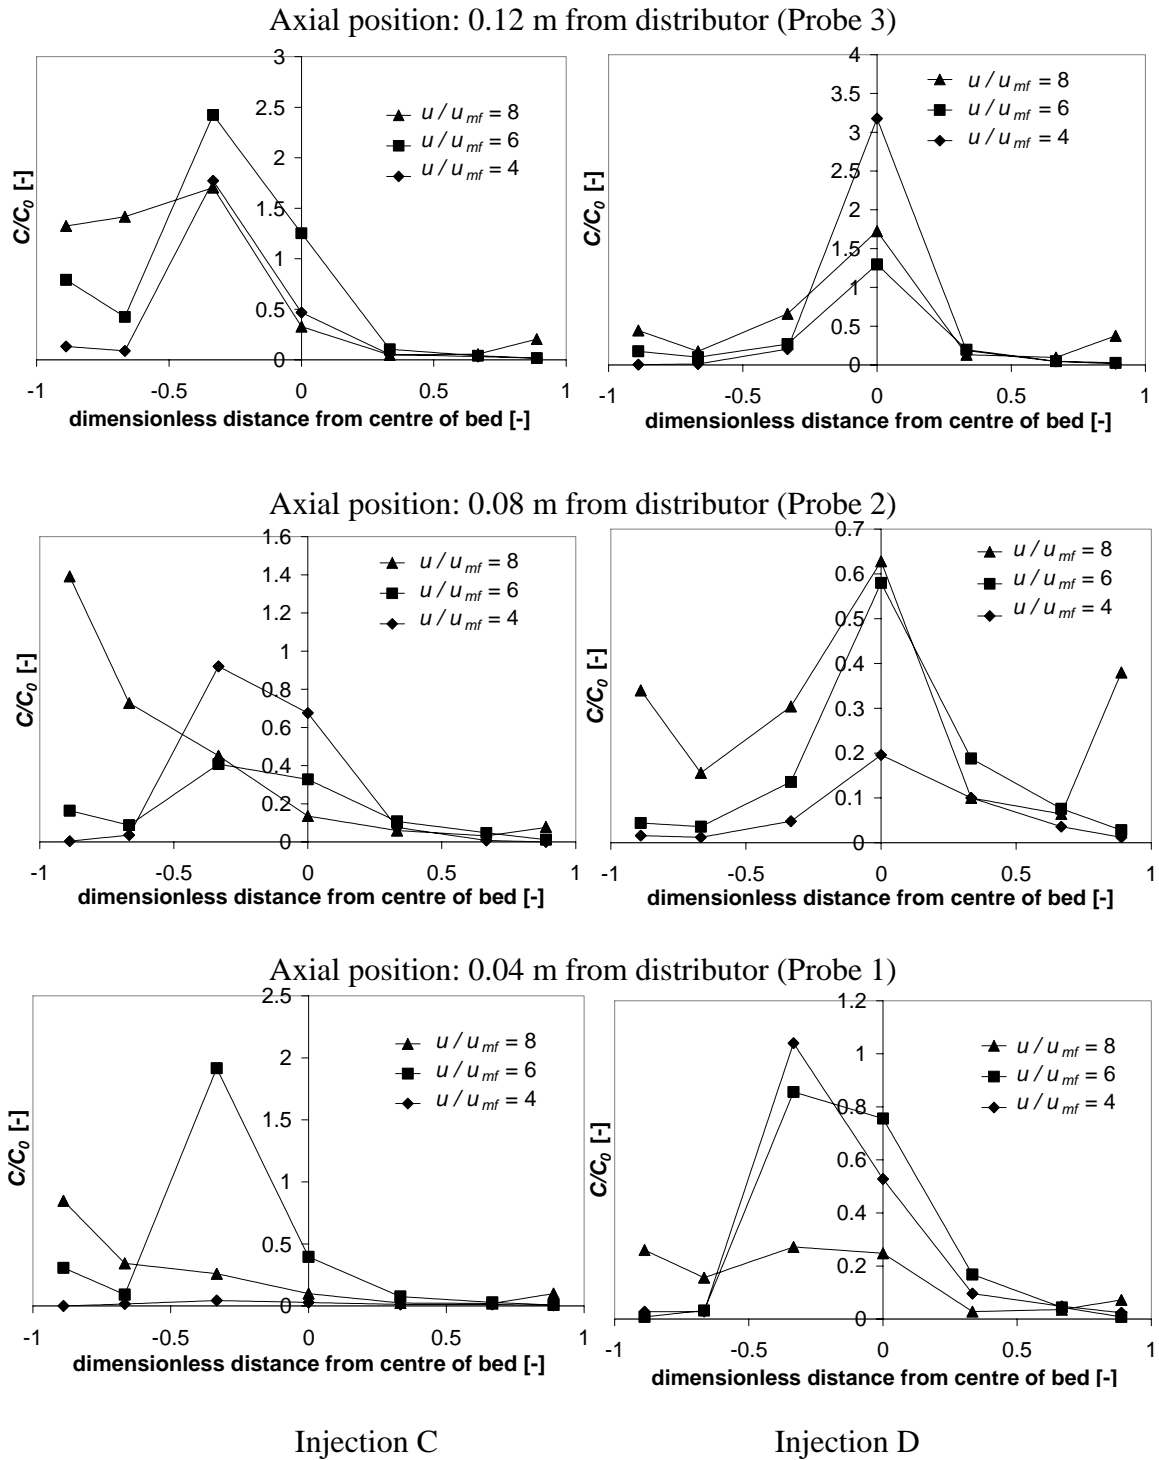 Axial position: 0.12 m from distributor (Probe 3)
3
2.5
2
1.5
1
0.5
0
-1
-0.5
0
0.5
1
C/C0 [-]
u / umf = 8
u / umf = 6
u / umf = 4
dimensionless distance from centre of bed [-]
4
3.5
3
2.5
2
1.5
1
0.5
0
-1
-0.5
0
0.5
1
C/C0 [-]
u / umf = 8
u / umf = 6
u / umf = 4
dimensionless distance from centre of bed [-]
Axial position: 0.08 m from distributor (Probe 2)
1.6
1.4
1.2
1
0.8
0.6
0.4
0.2
0
-1
-0.5
0
0.5
1
C/C0 [-]
u / umf = 8
u / umf = 6
u / umf = 4
dimensionless distance from centre of bed [-]
0.7
0.6
0.5
0.4
0.3
0.2
0.1
0
-1
-0.5
0
0.5
1
C/C0 [-]
u / umf = 8
u / umf = 6
u / umf = 4
dimensionless distance from centre of bed [-]
Axial position: 0.04 m from distributor (Probe 1)
2.5
2
1.5
1
0.5
0
-1
-0.5
0
0.5
1
C/C0 [-]
u / umf = 8
u / umf = 6
u / umf = 4
dimensionless distance from centre of bed [-]
1.2
1
0.8
0.6
0.4
0.2
0
-1
-0.5
0
0.5
1
C/C0 [-]
u / umf = 8
u / umf = 6
u / umf = 4
dimensionless distance from centre of bed [-]
Injection C
Injection D